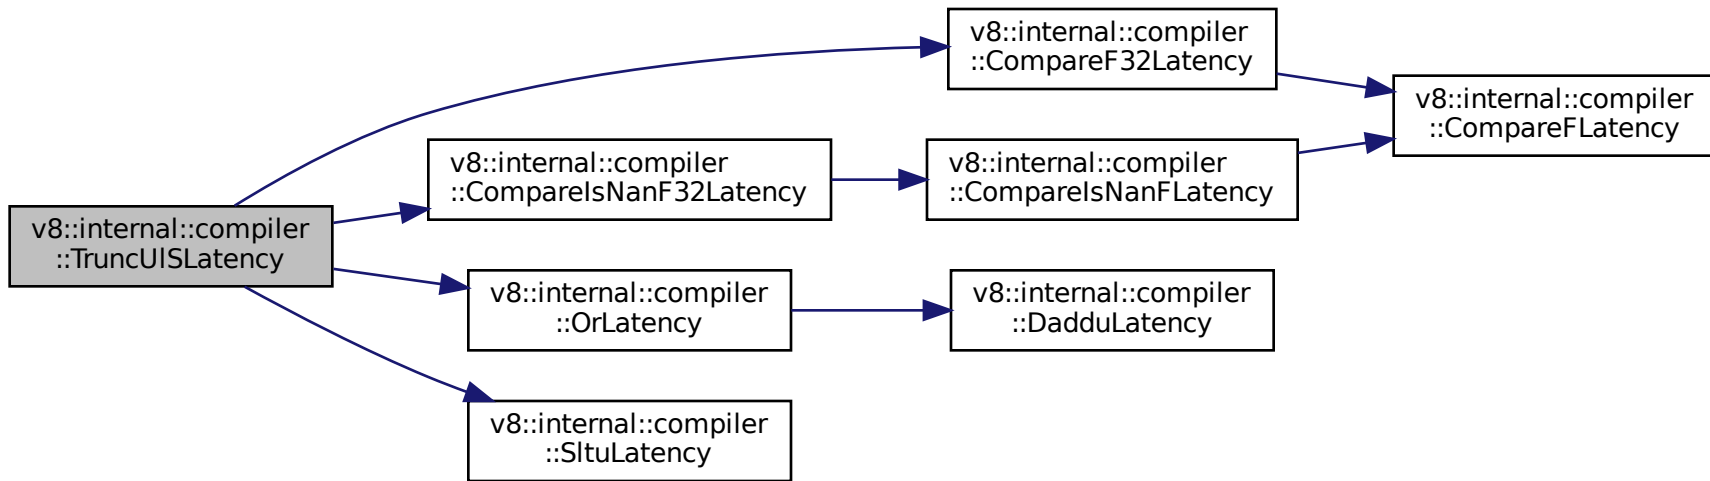 v8::internal::compiler
::TruncUlSLatency
v8::internal::compiler
::CompareF32Latency
v8::internal::compiler
::CompareFLatency
v8::internal::compiler
::CompareIsNanF32Latency
v8::internal::compiler
::CompareIsNanFLatency
v8::internal::compiler
::OrLatency
v8::internal::compiler
::DadduLatency
v8::internal::compiler
::SltuLatency